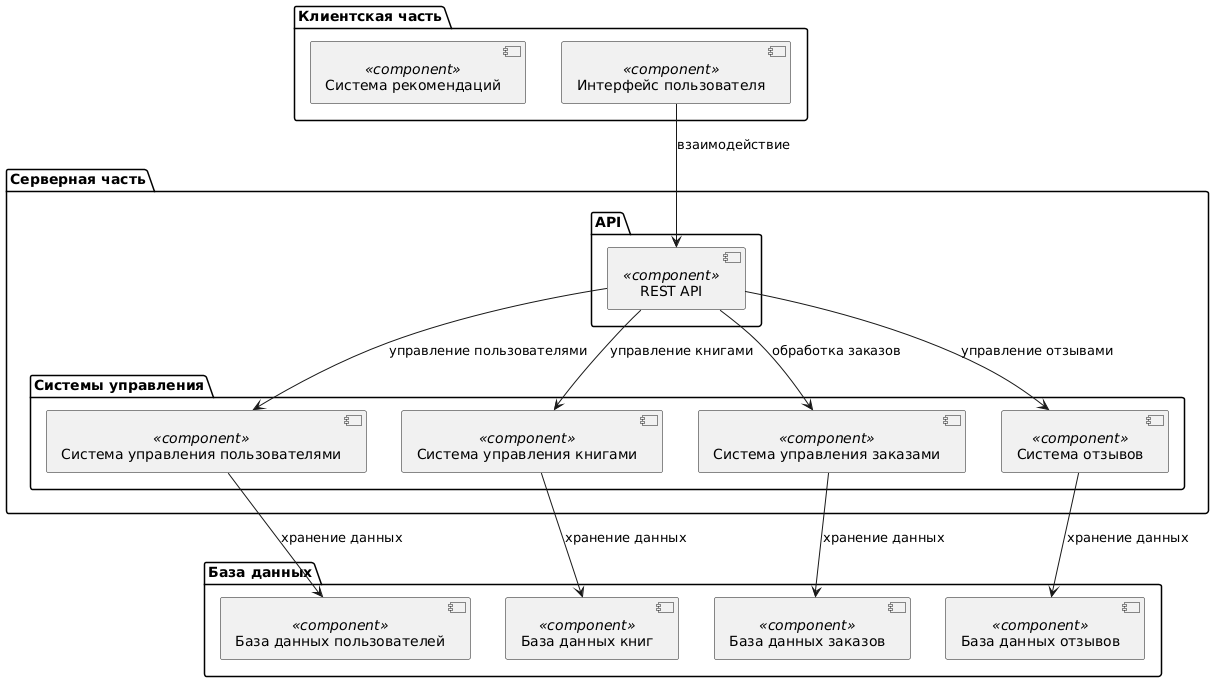 Клиентская часть
«component»
Система рекомендаций
«component»
Интерфейс пользователя
взаимодействие
Серверная часть
API
«component»
REST API
управление пользователями
управление книгами
обработка заказов
управление отзывами
Системы управления
«component»
Система управления пользователями
«component»
Система управления книгами
«component»
Система управления заказами
«component»
Система отзывов
хранение данных
хранение данных
хранение данных
хранение данных
База данных
«component»
База данных пользователей
«component»
База данных книг
«component»
База данных заказов
«component»
База данных отзывов